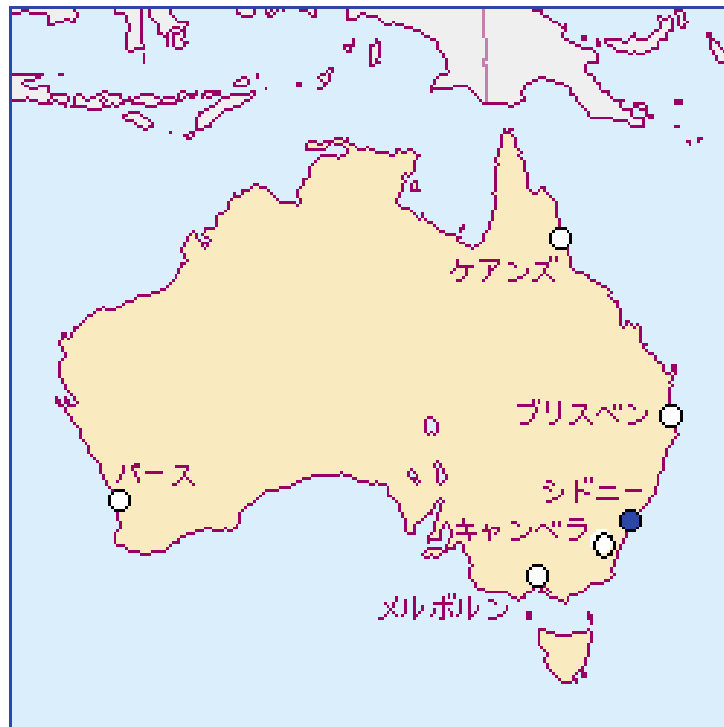 ケアンズ
ブリスベン
パース
シドニー
キャンベラ
メルボルン